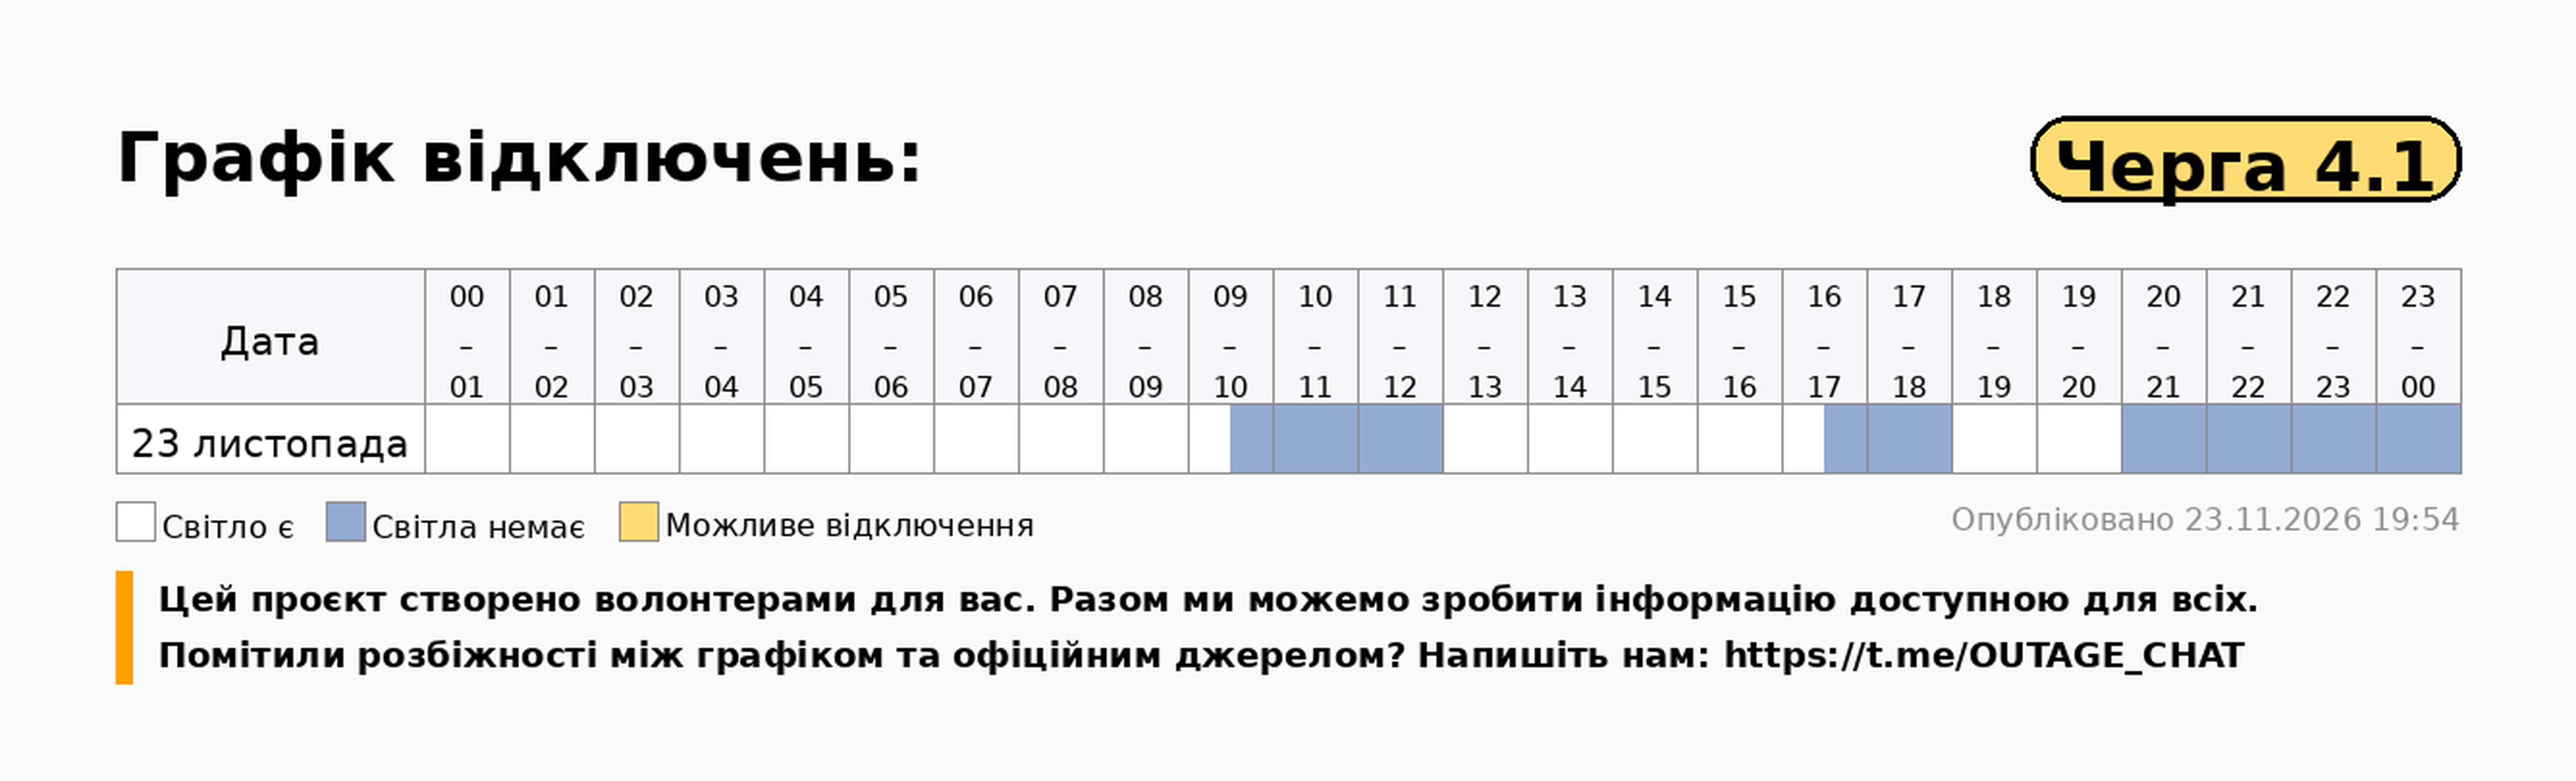 Графік відключень:
Черга 4.1
Дата
00 – 01
01 – 02
02 – 03
03 – 04
04 – 05
05 – 06
06 – 07
07 – 08
08 – 09
09 – 10
10 – 11
11 – 12
12 – 13
13 – 14
14 – 15
15 – 16
16 – 17
17 – 18
18 – 19
19 – 20
20 – 21
21 – 22
22 – 23
23 – 00
23 листопада
Світло є
Світла немає
Можливе відключення
Опубліковано 23.11.2026 19:54
Цей проєкт створено волонтерами для вас. Разом ми можемо зробити інформацію доступною для всіх.
Помітили розбіжності між графіком та офіційним джерелом? Напишіть нам: https://t.me/OUTAGE_CHAT